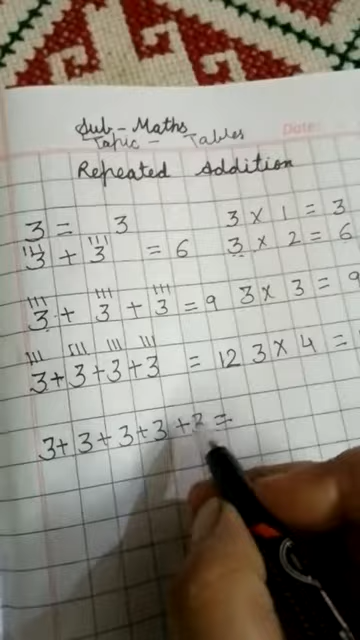 Date:
Sub - Maths
Topic - Tables
Repeated Addition
3 = 3 3 x 1 = 3
3 + 3 = 6 3 x 2 = 6
3 + 3 + 3 = 9 3 x 3 = 9
3+3+3+3 = 12 3 x 4 =
3+ 3 + 3 + 3 + 3 =